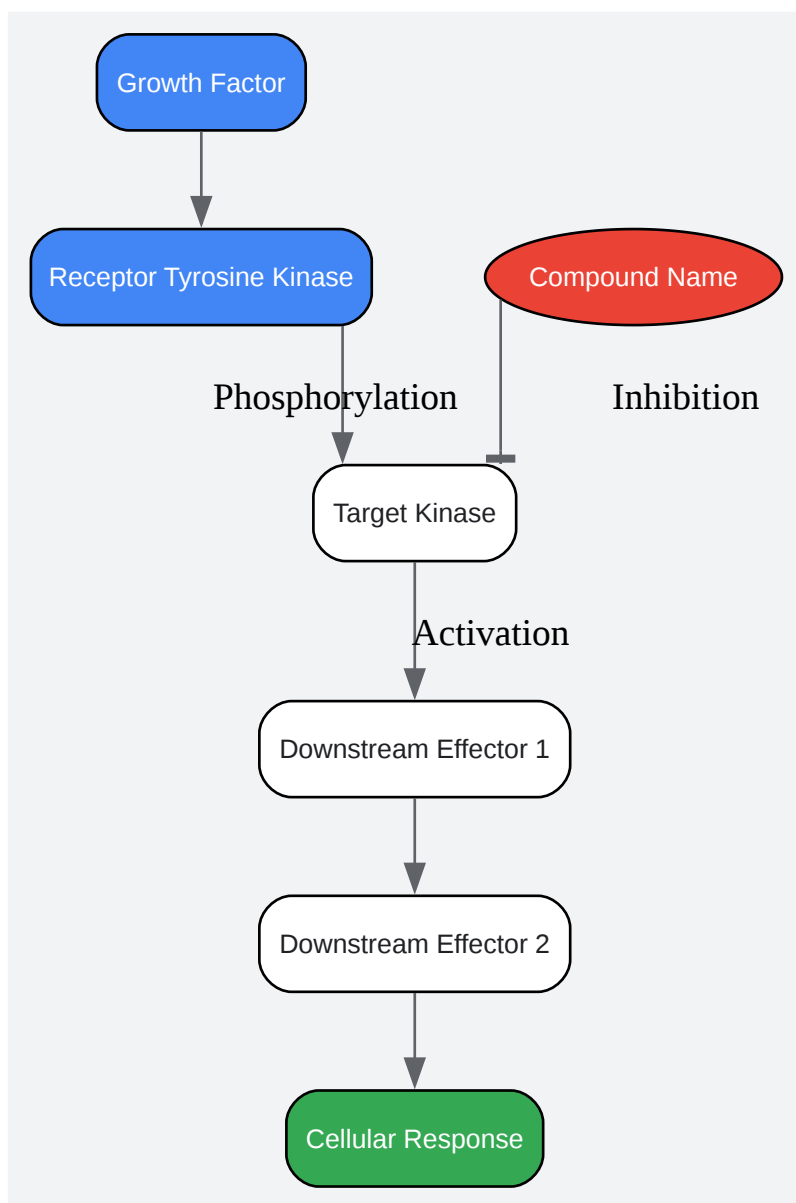 Growth Factor
Receptor Tyrosine Kinase
Compound Name
Phosphorylation
Inhibition
Target Kinase
Activation
Downstream Effector 1
Downstream Effector 2
Cellular Response